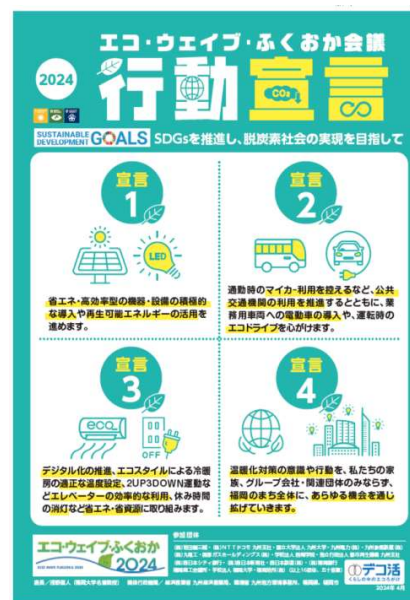 エコ・ウェイブ・ふくおか会議
2024
行動宣言
CO₂
SUSTAINABLE
DEVELOPMENT GOALS
SDGsを推進し、脱炭素社会の実現を目指して
宣言
1
LED
省エネ・高効率型の機器・設備の積極的
な導入や再生可能エネルギーの活用を
進めます。
宣言
2
通勤時のマイカー利用を控えるなど、公共
交通機関の利用を推進するとともに、業
務用車両への電動車の導入や、運転時の
エコドライブを心がけます。
宣言
3
eco
OFF
デジタル化の推進、エコスタイルによる冷暖
房の適正な温度設定、2UP3DOWN運動な
どエレベーターの効率的な利用、休み時間
の消灯など省エネ・省資源に取り組みます。
宣言
4
温暖化対策の意識や行動を、私たちの家
族、グループ会社・関連団体のみならず、
福岡のまち全体に、あらゆる機会を通じ
拡げていきます。
エコ・ウェイブ・ふくおか
2024
参加団体
デコ活
くらしの中のエコろがけ
2024年4月